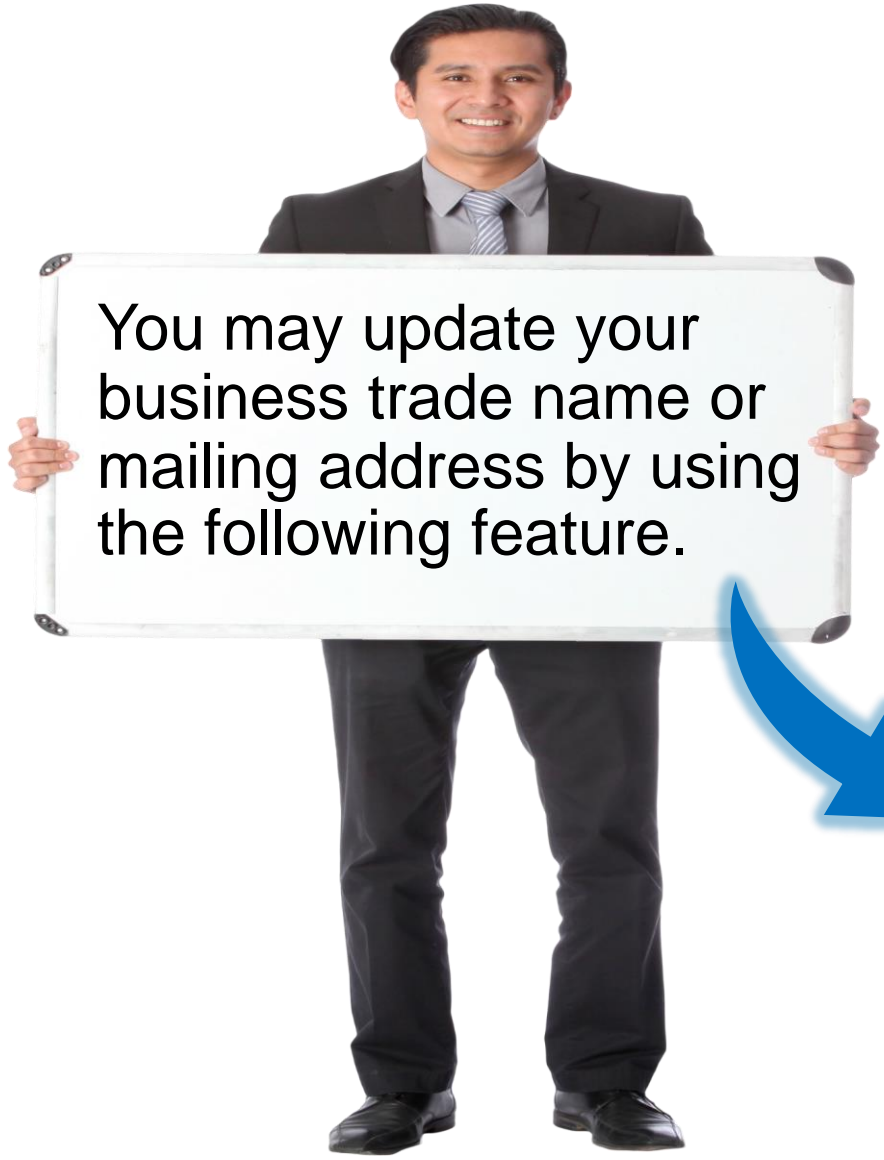 You may update your
business trade name or
mailing address by using
the following feature.